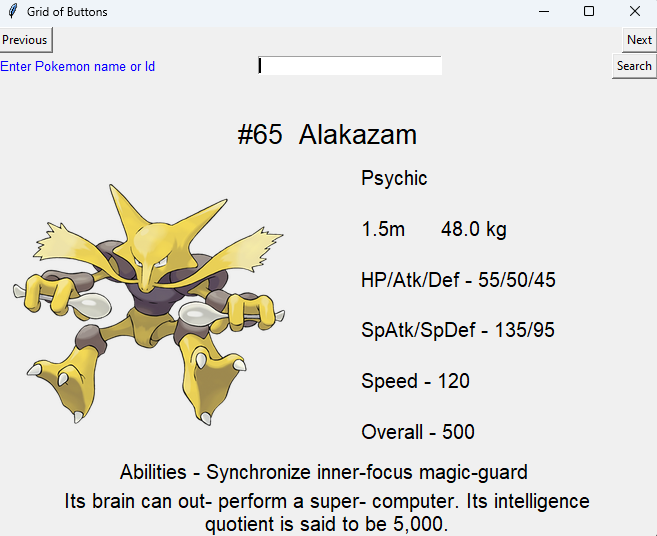 Grid of Buttons
Previous
Next
Enter Pokemon name or Id
Search
#65 Alakazam
Psychic
1.5m 48.0 kg
HP/Atk/Def - 55/50/45
SpAtk/SpDef - 135/95
Speed - 120
Overall - 500
Abilities - Synchronize inner-focus magic-guard
Its brain can out- perform a super- computer. Its intelligence
quotient is said to be 5,000.